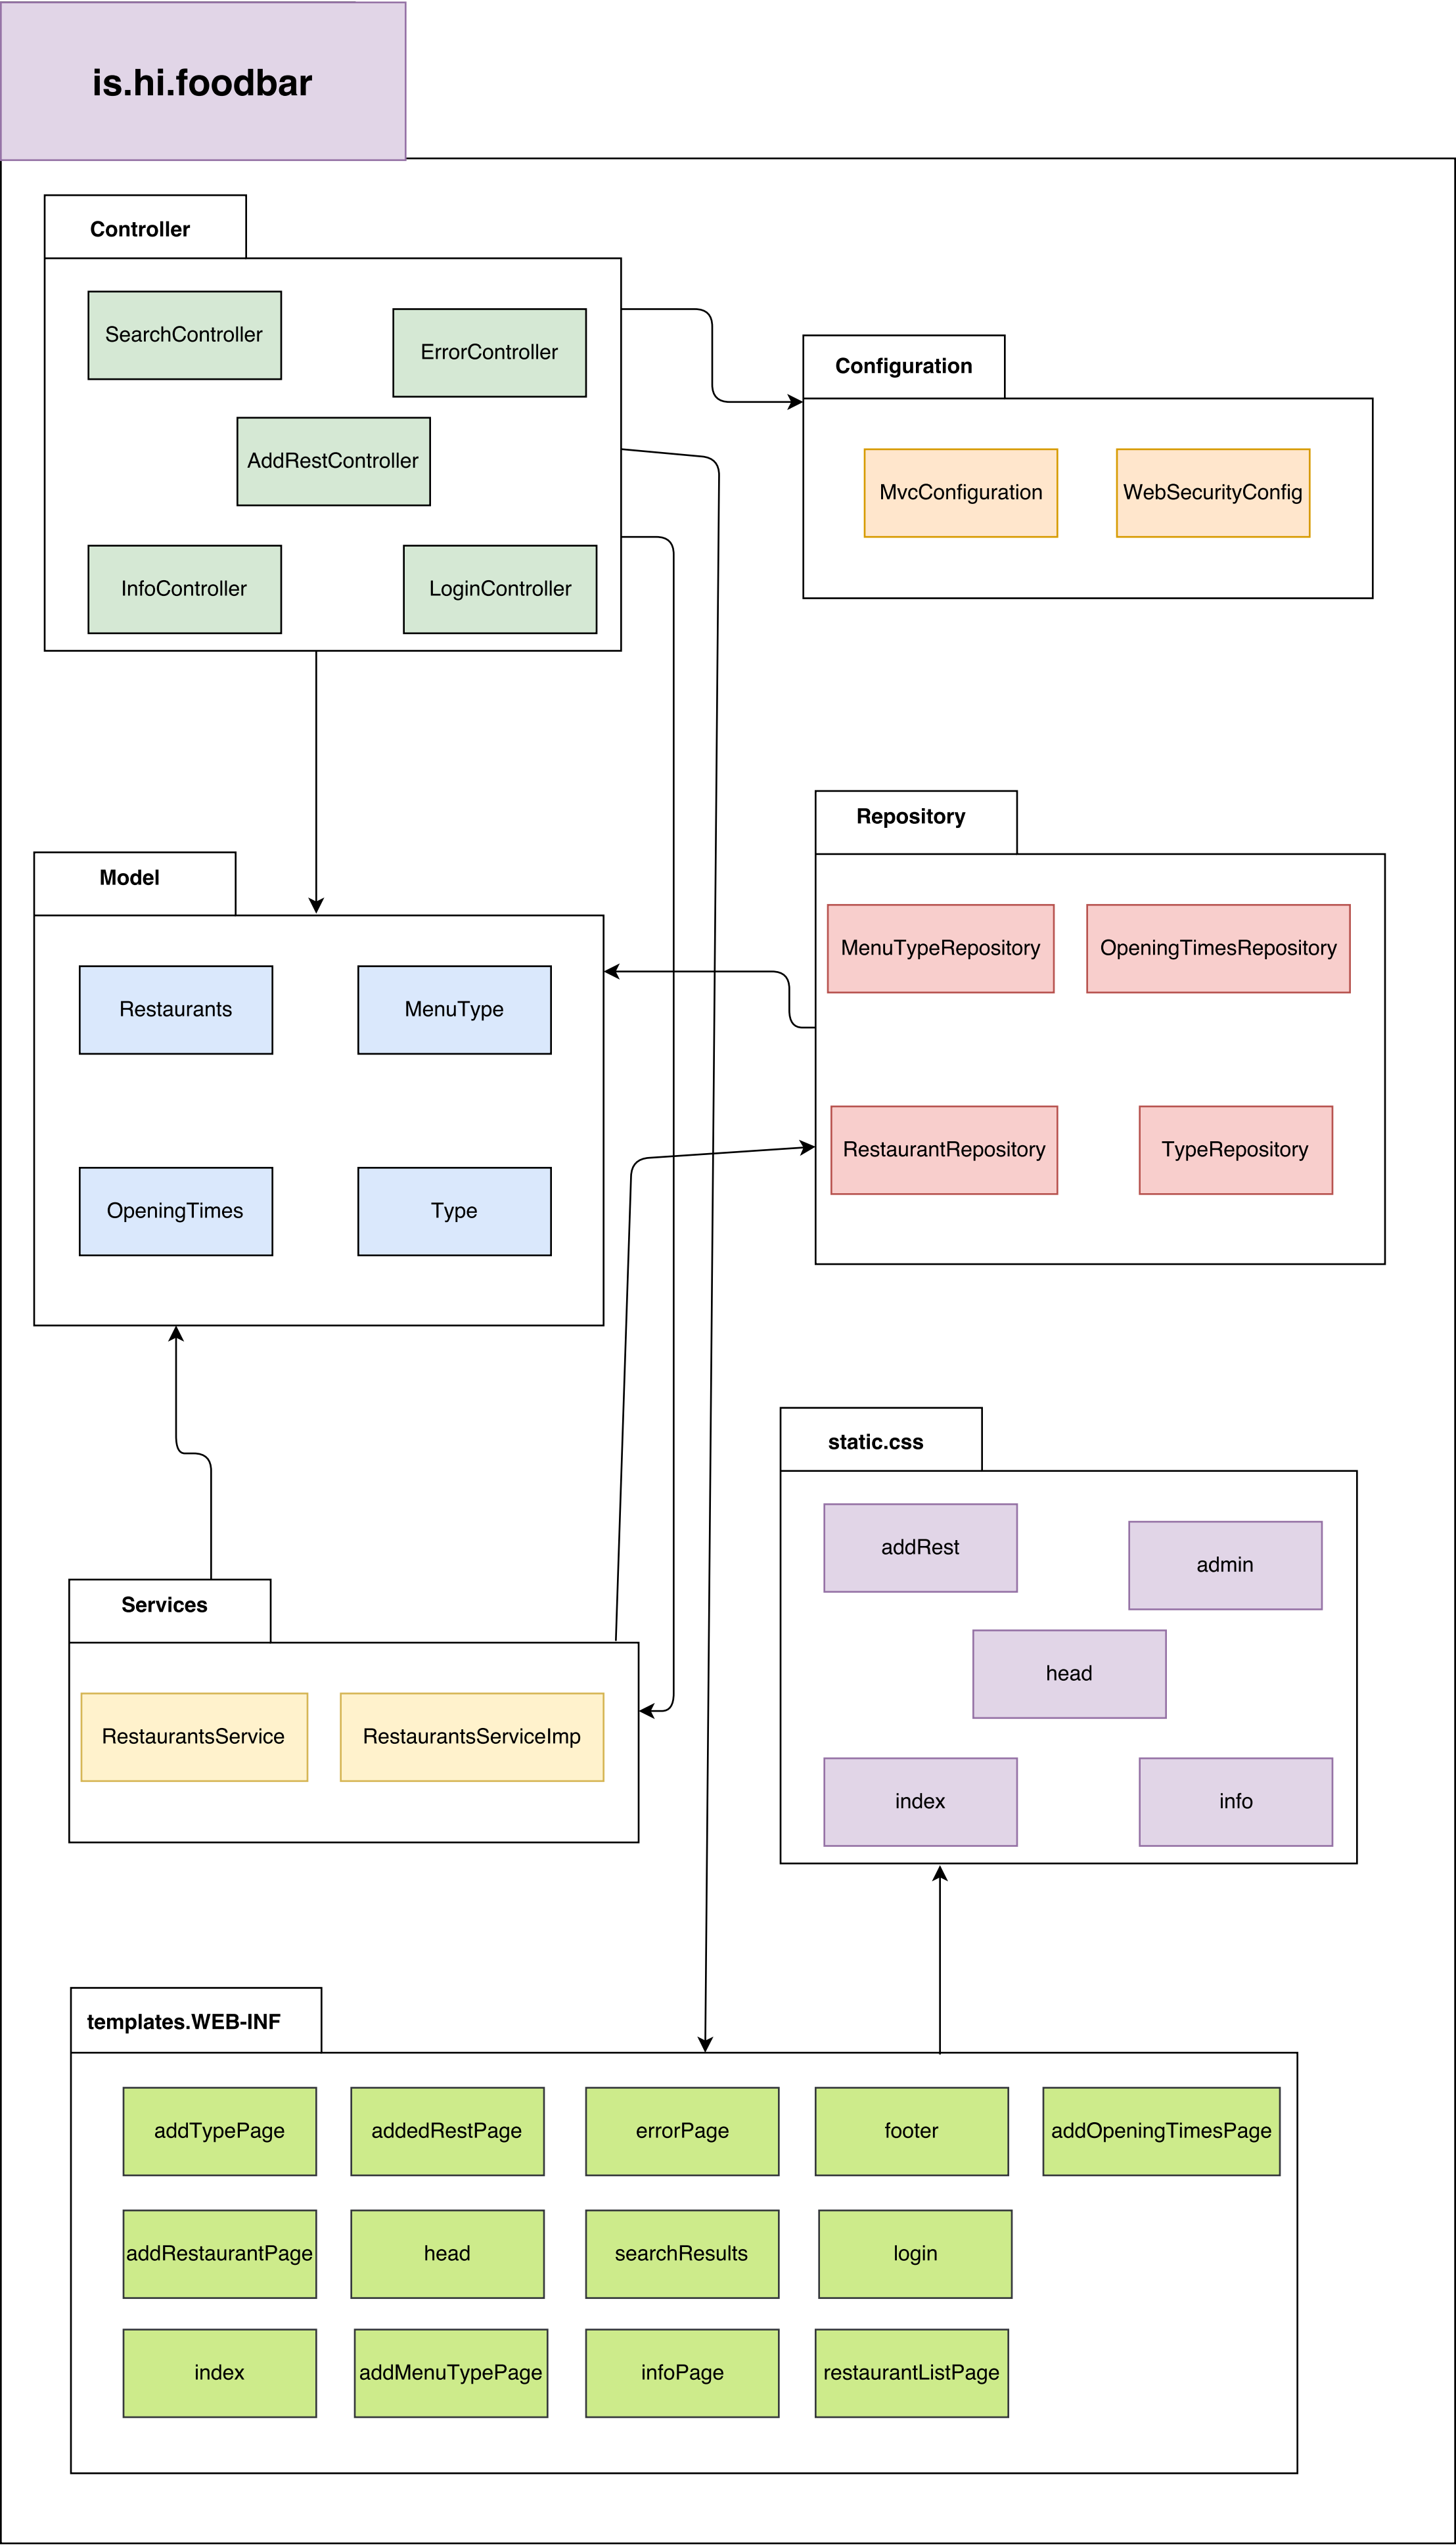 is.hi.foodbar
Controller
SearchController
ErrorController
AddRestController
InfoController
LoginController
Configuration
MvcConfiguration
WebSecurityConfig
Repository
MenuTypeRepository
OpeningTimesRepository
RestaurantRepository
TypeRepository
Model
Restaurants
MenuType
OpeningTimes
Type
static.css
addRest
admin
head
index
info
Services
RestaurantsService
RestaurantsServiceImp
templates.WEB-INF
addTypePage
addedRestPage
errorPage
footer
addOpeningTimesPage
addRestaurantPage
head
searchResults
login
index
addMenuTypePage
infoPage
restaurantListPage